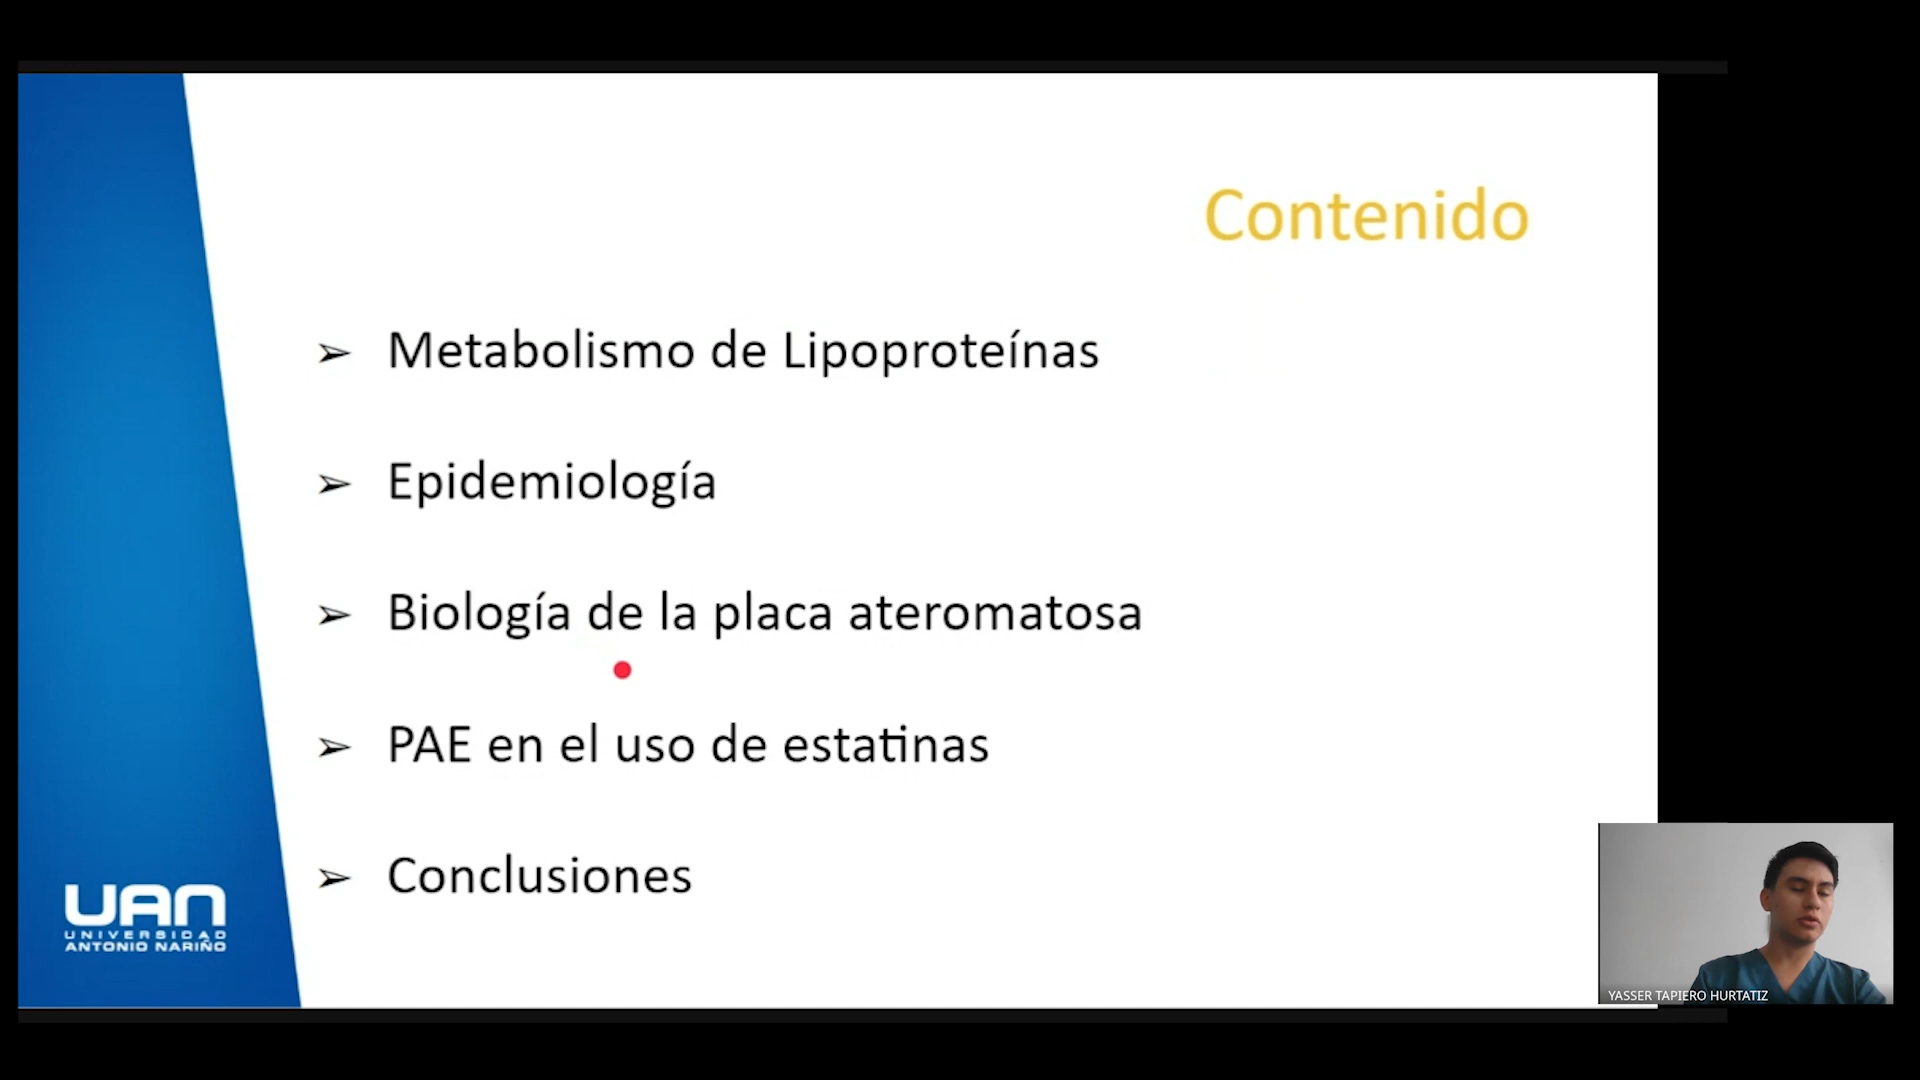 Contenido
➢ Metabolismo de Lipoproteínas
➢ Epidemiología
➢ Biología de la placa ateromatosa
➢ PAE en el uso de estatinas
➢ Conclusiones
UAN
UNIVERSIDAD
ANTONIO NARIÑO
YASSER TAPIERO HURTATIZ